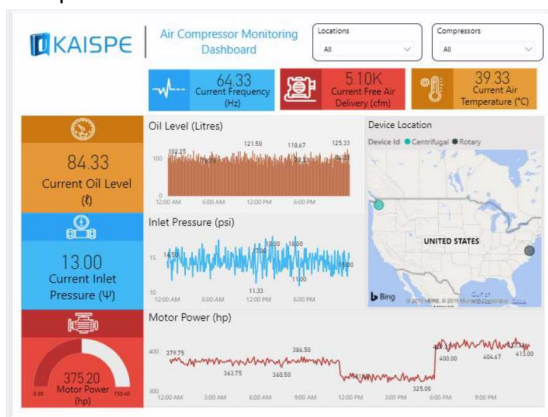 KAISPE
Air Compressor Monitoring
Dashboard
Locations
All
Compressors
All
64.33
Current Frequency
(Hz)
5.10K
Current Free Air
Delivery (cfm)
39.33
Current Air
Temperature (°C)
84.33
Current Oil Level
(ℓ)
Oil Level (Litres)
102.25
121.50
118.67
125.33
100
0
12:00 AM 6:00 AM 12:00 PM 6:00 PM
Device Location
Device Id Centrifugal Rotary
UNITED STATES
Bing
Gulf of
13.00
Current Inlet
Pressure (Ψ)
Inlet Pressure (psi)
15
10
11.33
12:00 AM 6:00 AM 12:00 PM 6:00 PM
375.20
Motor Power
(hp)
Motor Power (hp)
400
300
379.75
363.75
360.50
386.50
325.00
400.00
404.67
413.00
12:00 AM 3:00 AM 6:00 AM 9:00 AM 12:00 PM 3:00 PM 6:00 PM 9:00 PM